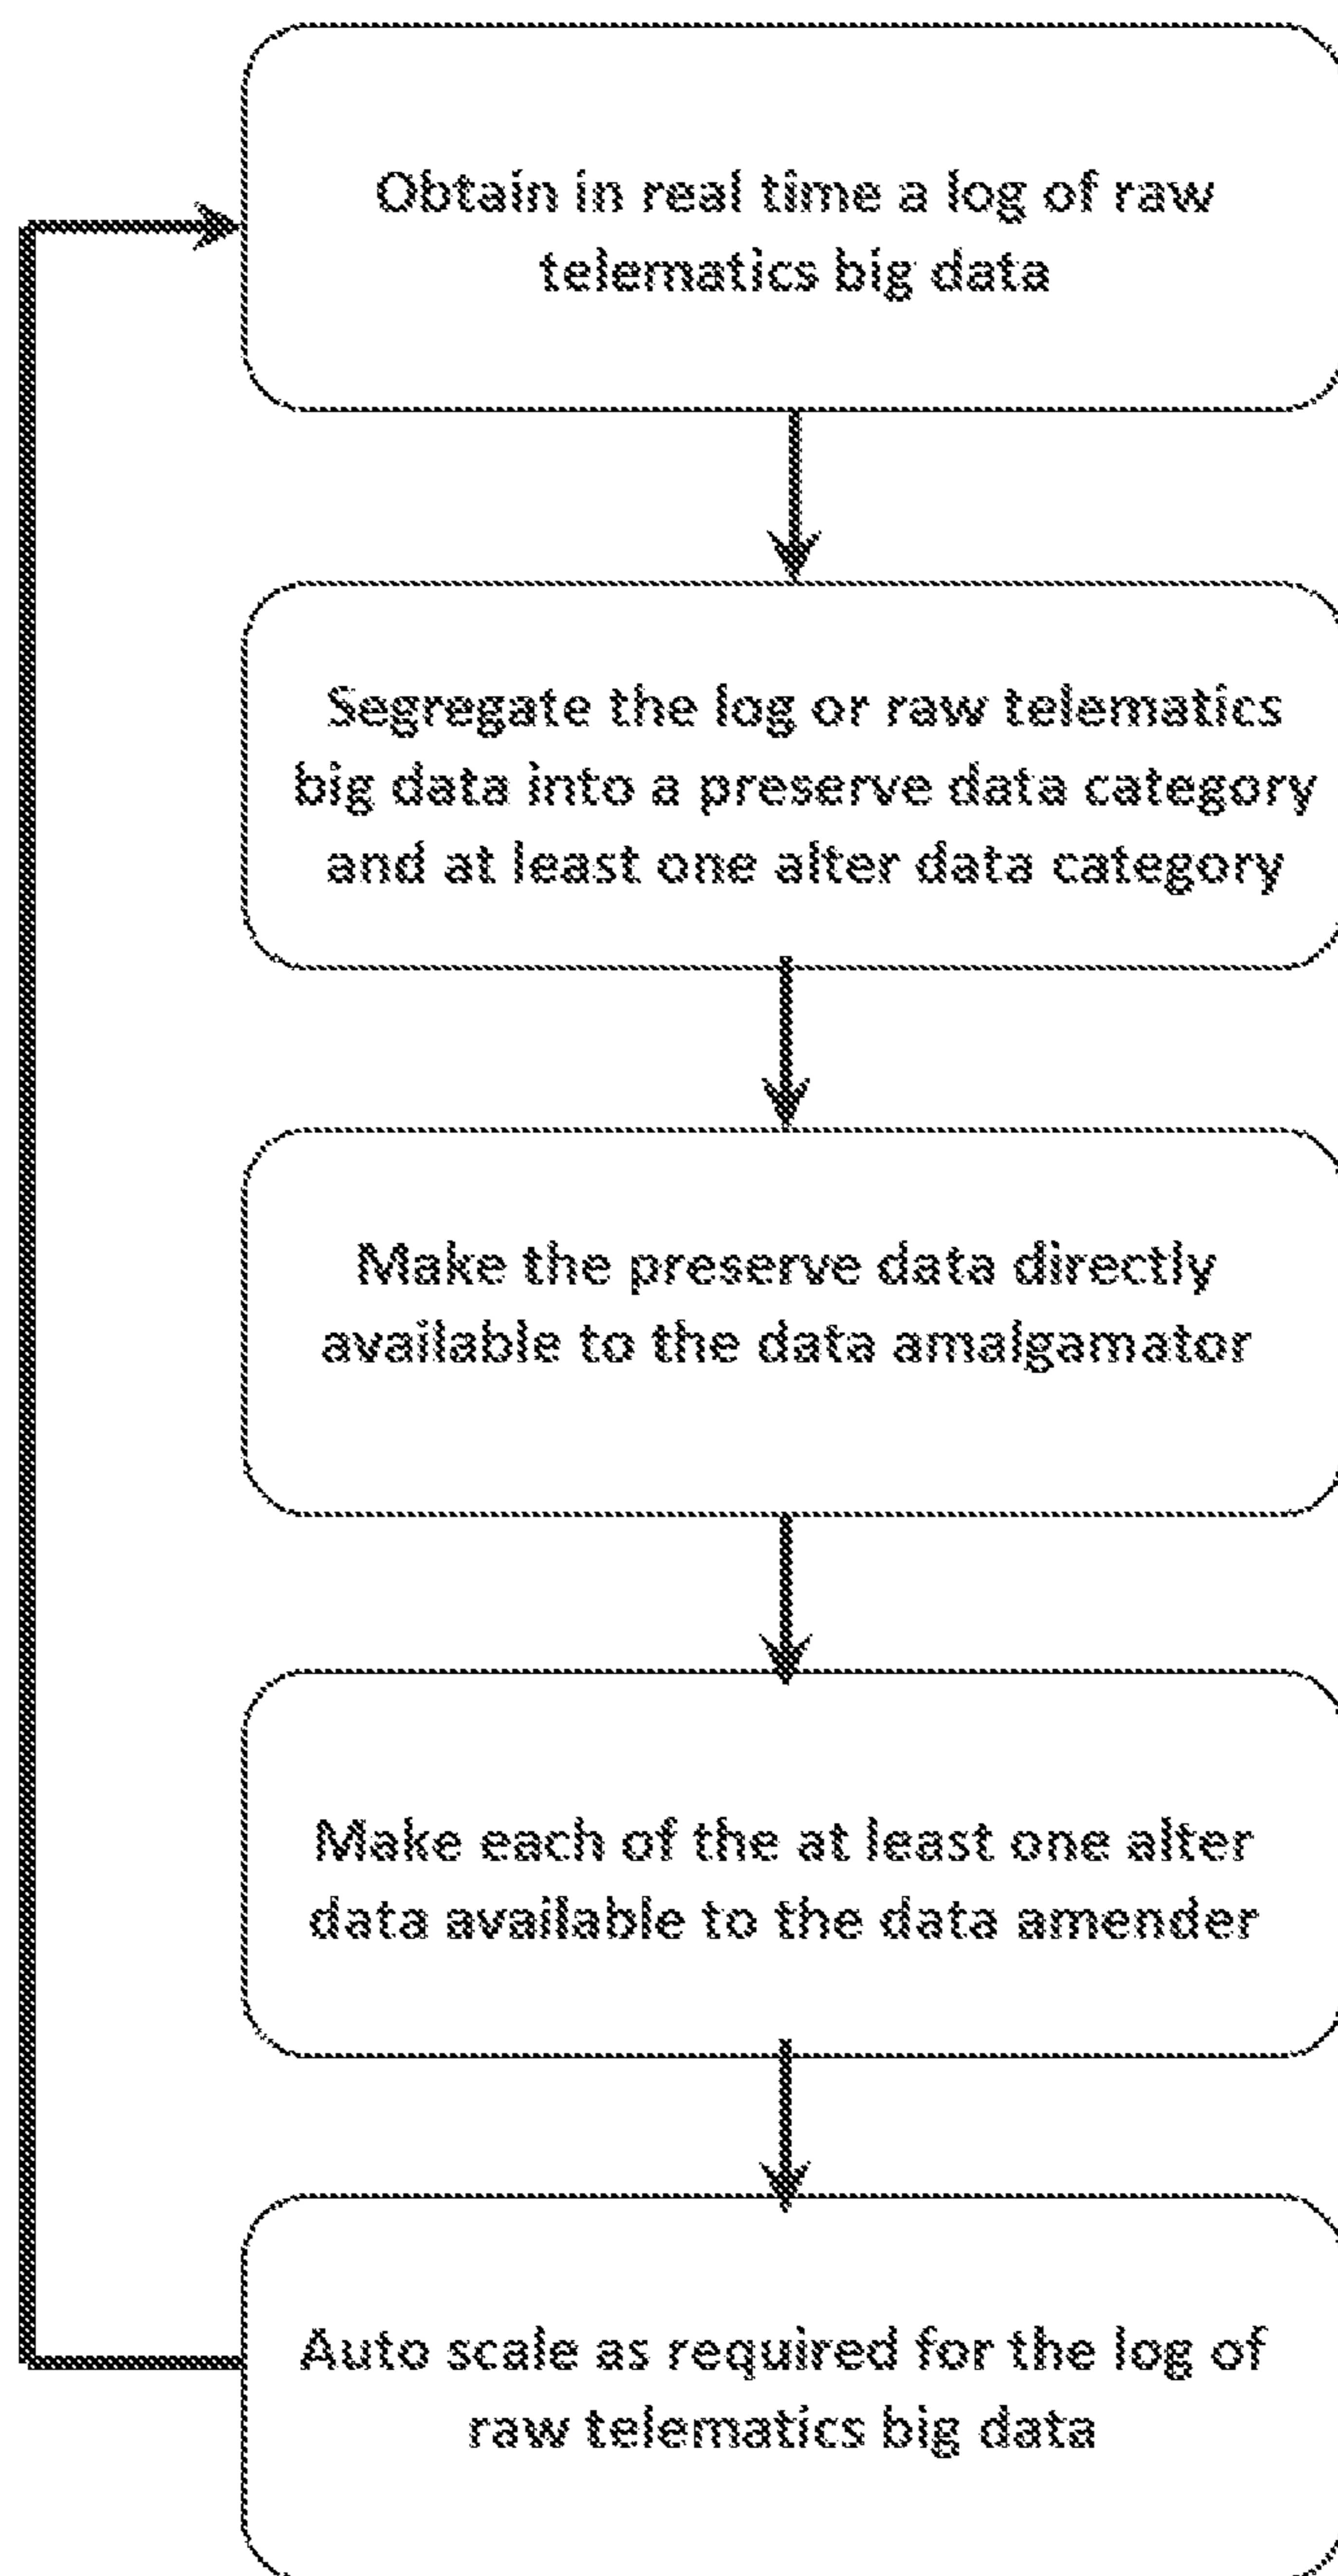 Obtain in real time a log of raw
telematics big data
Segregate the log or raw telematics
big data into a preserve data category
and at least one alter data category
Make the preserve data directly
available to the data amalgamator
Make each of the at least one alter
data available to the data amender
Auto scale as required for the log of
raw telematics big data